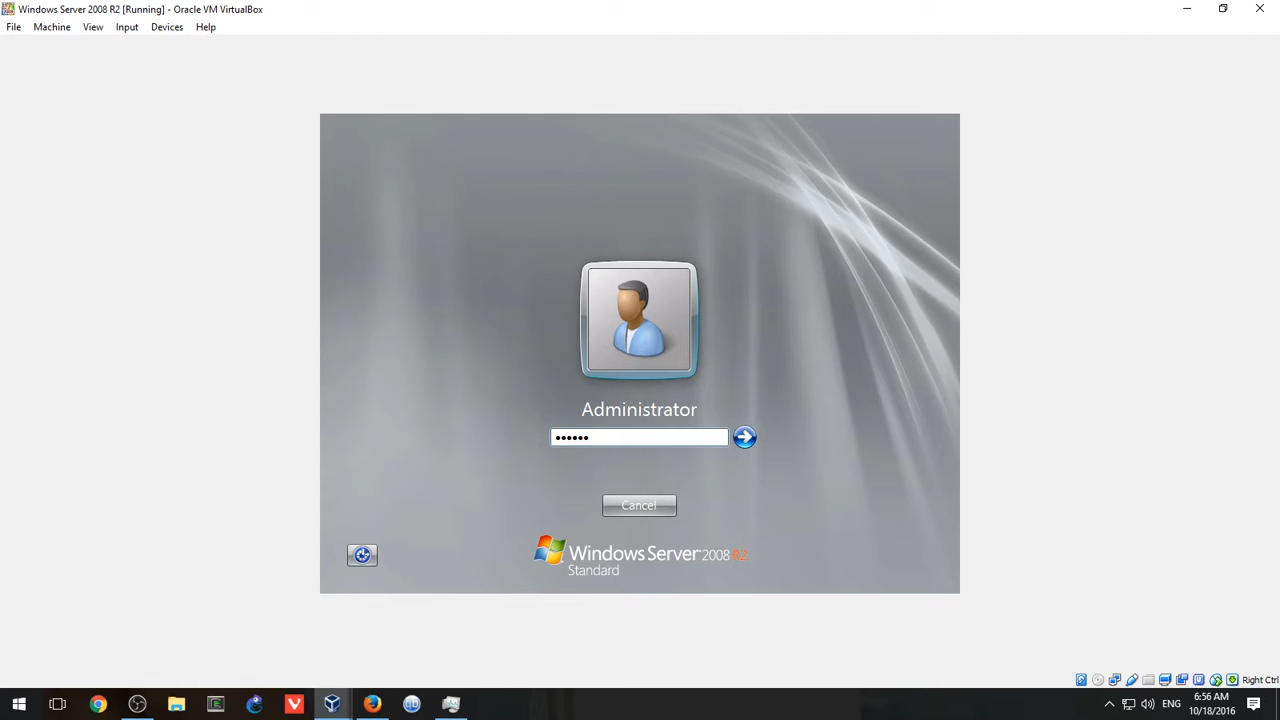 Windows Server 2008 R2 [Running] - Oracle VM VirtualBox
File Machine View Input Devices Help
Administrator
••••••
Cancel
Windows Server 2008 R2
Standard
Right Ctrl
ENG
6:56 AM
10/18/2016